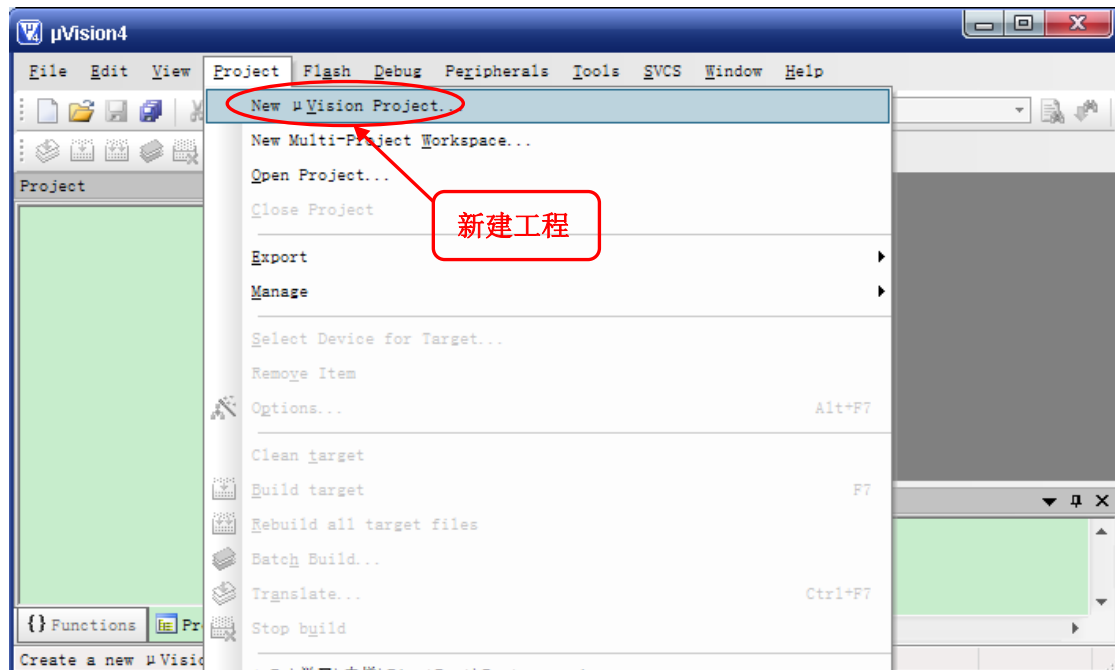 μVision4
File Edit View Project Flash Debug Peripherals Tools SVCS Window Help
New μVision Project...
New Multi-Project Workspace...
Project
Open Project...
Close Project
新建工程
Export
Manage
Select Device for Target...
Remove Item
Options... Alt+F7
Clean target
Build target F7
Rebuild all target files
Batch Build...
Translate... Ctrl+F7
{} Functions Pr
Stop build
Create a new μVisio